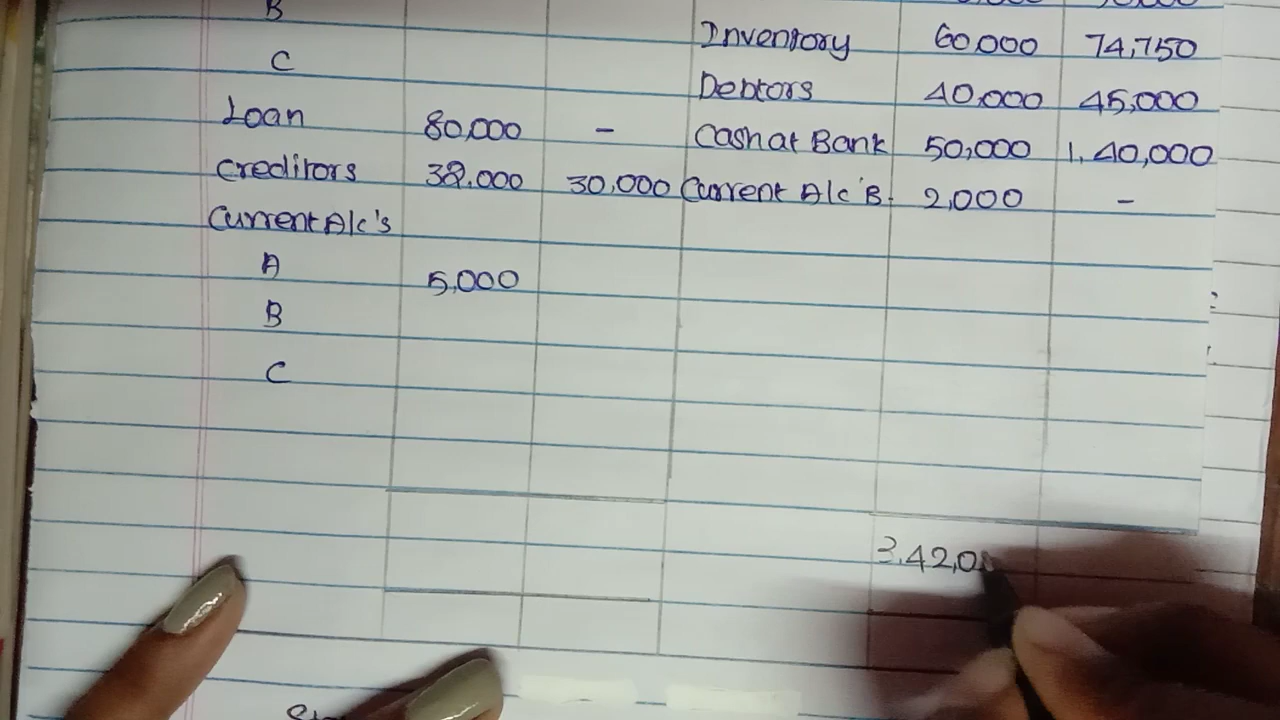 B
Inventory 60,000 74,750
C
Debtors 40,000 45,000
Loan 80,000 - Cash at Bank 50,000 1,40,000
Creditors 38,000 30,000 Current A/c B 2,000 -
Current A/c's
A 5,000
B
C
3,42,0